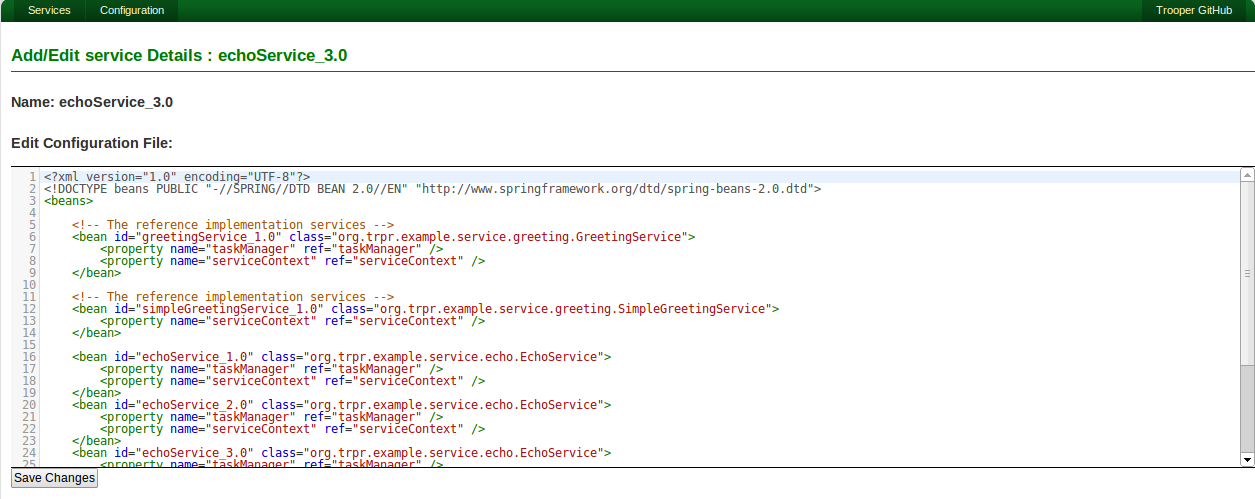 Services Configuration Trooper GitHub
Add/Edit service Details : echoService_3.0
Name: echoService_3.0
Edit Configuration File:
1 <?xml version="1.0" encoding="UTF-8"?>
2 <!DOCTYPE beans PUBLIC "-//SPRING//DTD BEAN 2.0//EN" "http://www.springframework.org/dtd/spring-beans-2.0.dtd">
3 <beans>
4
5 <!-- The reference implementation services -->
6 <bean id="greetingService_1.0" class="org.trpr.example.service.greeting.GreetingService">
7 <property name="taskManager" ref="taskManager" />
8 <property name="serviceContext" ref="serviceContext" />
9 </bean>
10
11 <!-- The reference implementation services -->
12 <bean id="simpleGreetingService_1.0" class="org.trpr.example.service.greeting.SimpleGreetingService">
13 <property name="serviceContext" ref="serviceContext" />
14 </bean>
15
16 <bean id="echoService_1.0" class="org.trpr.example.service.echo.EchoService">
17 <property name="taskManager" ref="taskManager" />
18 <property name="serviceContext" ref="serviceContext" />
19 </bean>
20 <bean id="echoService_2.0" class="org.trpr.example.service.echo.EchoService">
21 <property name="taskManager" ref="taskManager" />
22 <property name="serviceContext" ref="serviceContext" />
23 </bean>
24 <bean id="echoService_3.0" class="org.trpr.example.service.echo.EchoService">
25 <property name="taskManager" ref="taskManager" />
Save Changes